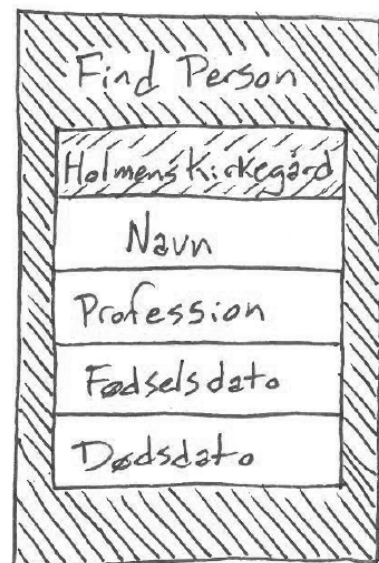 Find Person
Holmens Kirkegård
Navn
Profession
Fødselsdato
Dødsdato